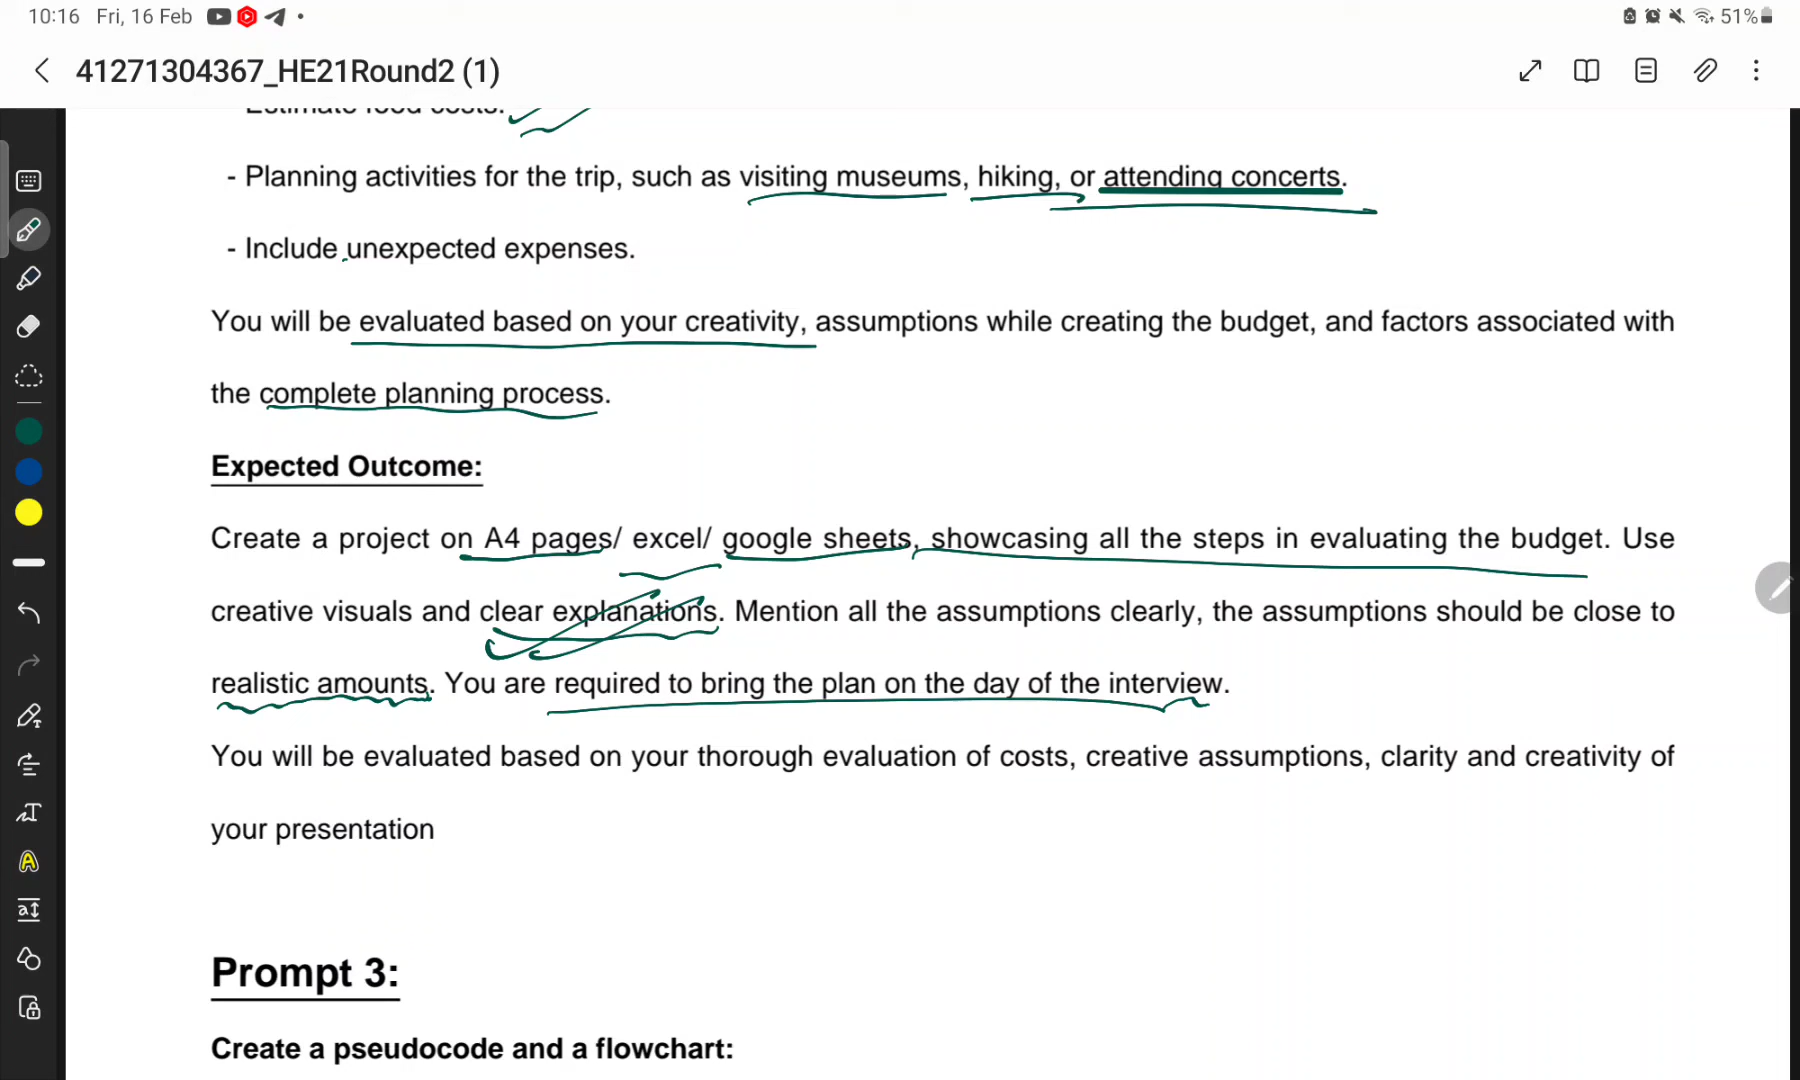 10:16 Fri, 16 Feb
51%
41271304367_HE21Round2 (1)
Estimate food costs.
- Planning activities for the trip, such as visiting museums, hiking, or attending concerts.
- Include unexpected expenses.
You will be evaluated based on your creativity, assumptions while creating the budget, and factors associated with
the complete planning process.
Expected Outcome:
Create a project on A4 pages/ excel/ google sheets, showcasing all the steps in evaluating the budget. Use
creative visuals and clear explanations. Mention all the assumptions clearly, the assumptions should be close to
realistic amounts. You are required to bring the plan on the day of the interview.
You will be evaluated based on your thorough evaluation of costs, creative assumptions, clarity and creativity of
your presentation
Prompt 3:
Create a pseudocode and a flowchart: